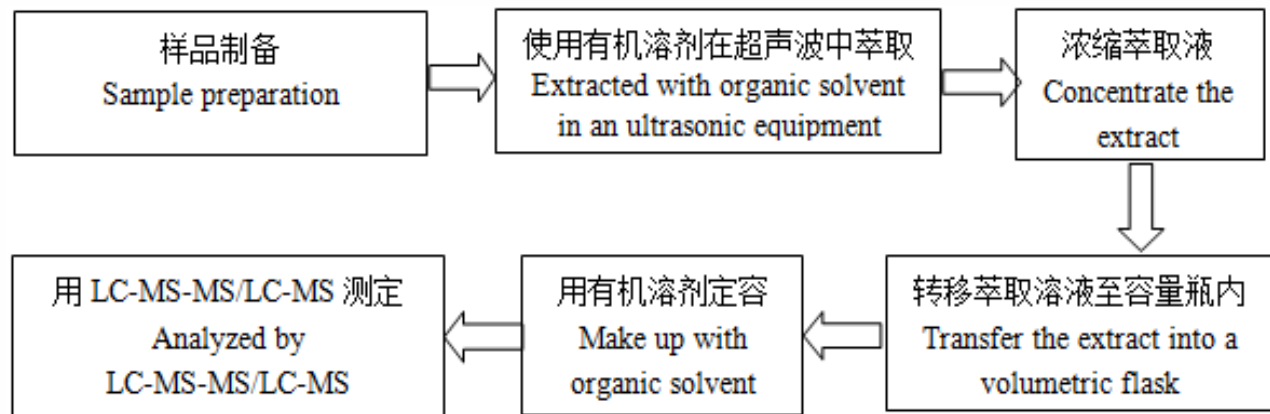 样品制备
Sample preparation
使用有机溶剂在超声波中萃取
Extracted with organic solvent
in an ultrasonic equipment
浓缩萃取液
Concentrate the
extract
转移萃取溶液至容量瓶内
Transfer the extract into a
volumetric flask
用有机溶剂定容
Make up with
organic solvent
用 LC-MS-MS/LC-MS 测定
Analyzed by
LC-MS-MS/LC-MS